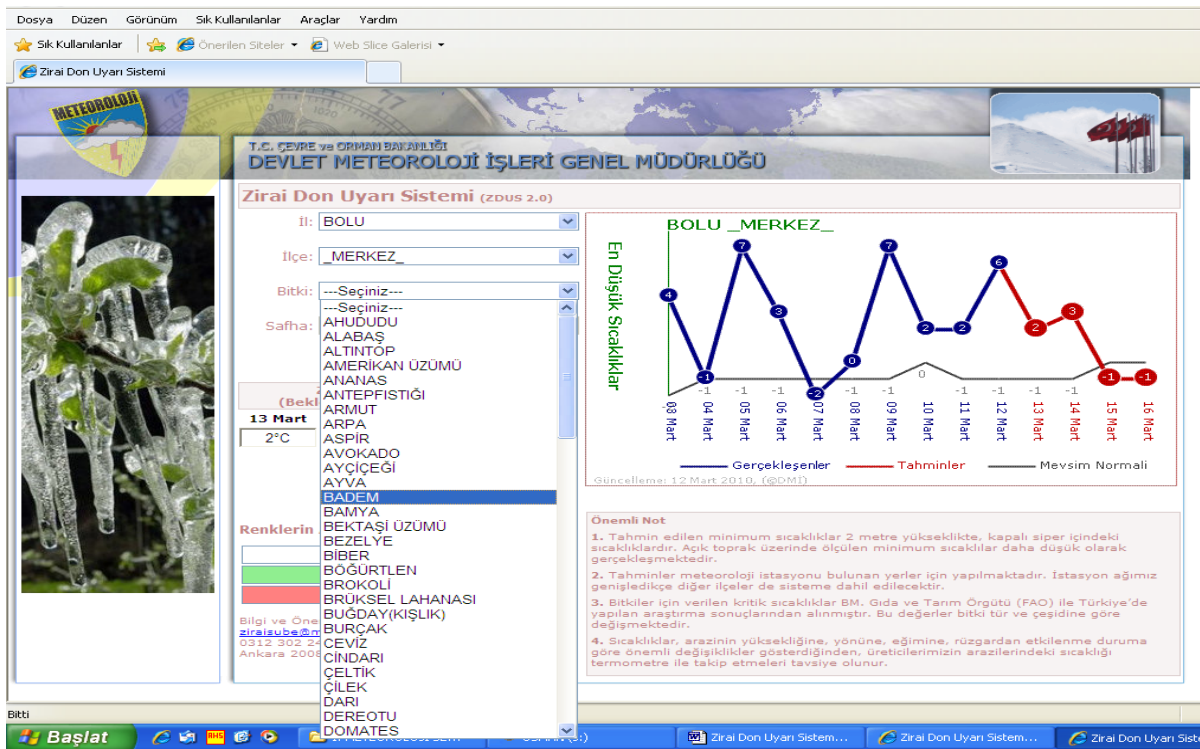 Dosya Düzen Görünüm Sık Kullanılanlar Araçlar Yardım
Sık Kullanılanlar Önerilen Siteler Web Slice Galerisi
Zirai Don Uyarı Sistemi
METEOROLOJİ
T.C. ÇEVRE ve ORMAN BAKANLIĞI
DEVLET METEOROLOJİ İŞLERİ GENEL MÜDÜRLÜĞÜ
Zirai Don Uyarı Sistemi (ZDUS 2.0)
İl: BOLU
İlçe: _MERKEZ_
Bitki: ---Seçiniz---
Safha:
---Seçiniz---
AHUDUDU
ALABAŞ
ALTINTOP
AMERİKAN ÜZÜMÜ
ANANAS
ANTEPFISTIĞI
ARMUT
ARPA
ASPİR
AVOKADO
AYÇİÇEĞİ
AYVA
BADEM
BAMYA
BEKTAŞİ ÜZÜMÜ
BEZELYE
BİBER
BÖĞÜRTLEN
BROKOLİ
BRÜKSEL LAHANASI
BUĞDAY(KIŞLIK)
BURÇAK
CEVİZ
CİNDARI
ÇELTİK
ÇİLEK
DARI
DEREOTU
DOMATES
(Bekl
13 Mart
2°C
Renklerin
Bilgi ve Öne
ziraisube@m
0312 302 24
Ankara 2008
BOLU _MERKEZ_
En Düşük Sıcaklıklar
4 -1 7 3 -2 0 7 2 2 6 2 3 -1 -1
-1 -1 -1 -1 -1 -1 0 -1 -1 -1 -1
03 Mart 04 Mart 05 Mart 06 Mart 07 Mart 08 Mart 09 Mart 10 Mart 11 Mart 12 Mart 13 Mart 14 Mart 15 Mart 16 Mart
Gerçekleşenler Tahminler Mevsim Normali
Güncelleme: 12 Mart 2010, (@DMİ)
Önemli Not
1. Tahmin edilen minimum sıcaklıklar 2 metre yükseklikte, kapalı siper içindeki
sıcaklıklardır. Açık toprak üzerinde ölçülen minimum sıcaklılar daha düşük olarak
gerçekleşmektedir.
2. Tahminler meteoroloji istasyonu bulunan yerler için yapılmaktadır. İstasyon ağımız
genişledikçe diğer ilçeler de sisteme dahil edilecektir.
3. Bitkiler için verilen kritik sıcaklıklar BM. Gıda ve Tarım Örgütü (FAO) ile Türkiye'de
yapılan araştırma sonuçlarından alınmıştır. Bu değerler bitki tür ve çeşidine göre
değişmektedir.
4. Sıcaklıklar, arazinin yüksekliğine, yönüne, eğimine, rüzgardan etkilenme duruma
göre önemli değişiklikler gösterdiğinden, üreticilerimizin arazilerindeki sıcaklığı
termometre ile takip etmeleri tavsiye olunur.
Bitti
Başlat Zirai Don Uyarı Sistem... Zirai Don Uyarı Sistem... Zirai Don Uyarı Sist